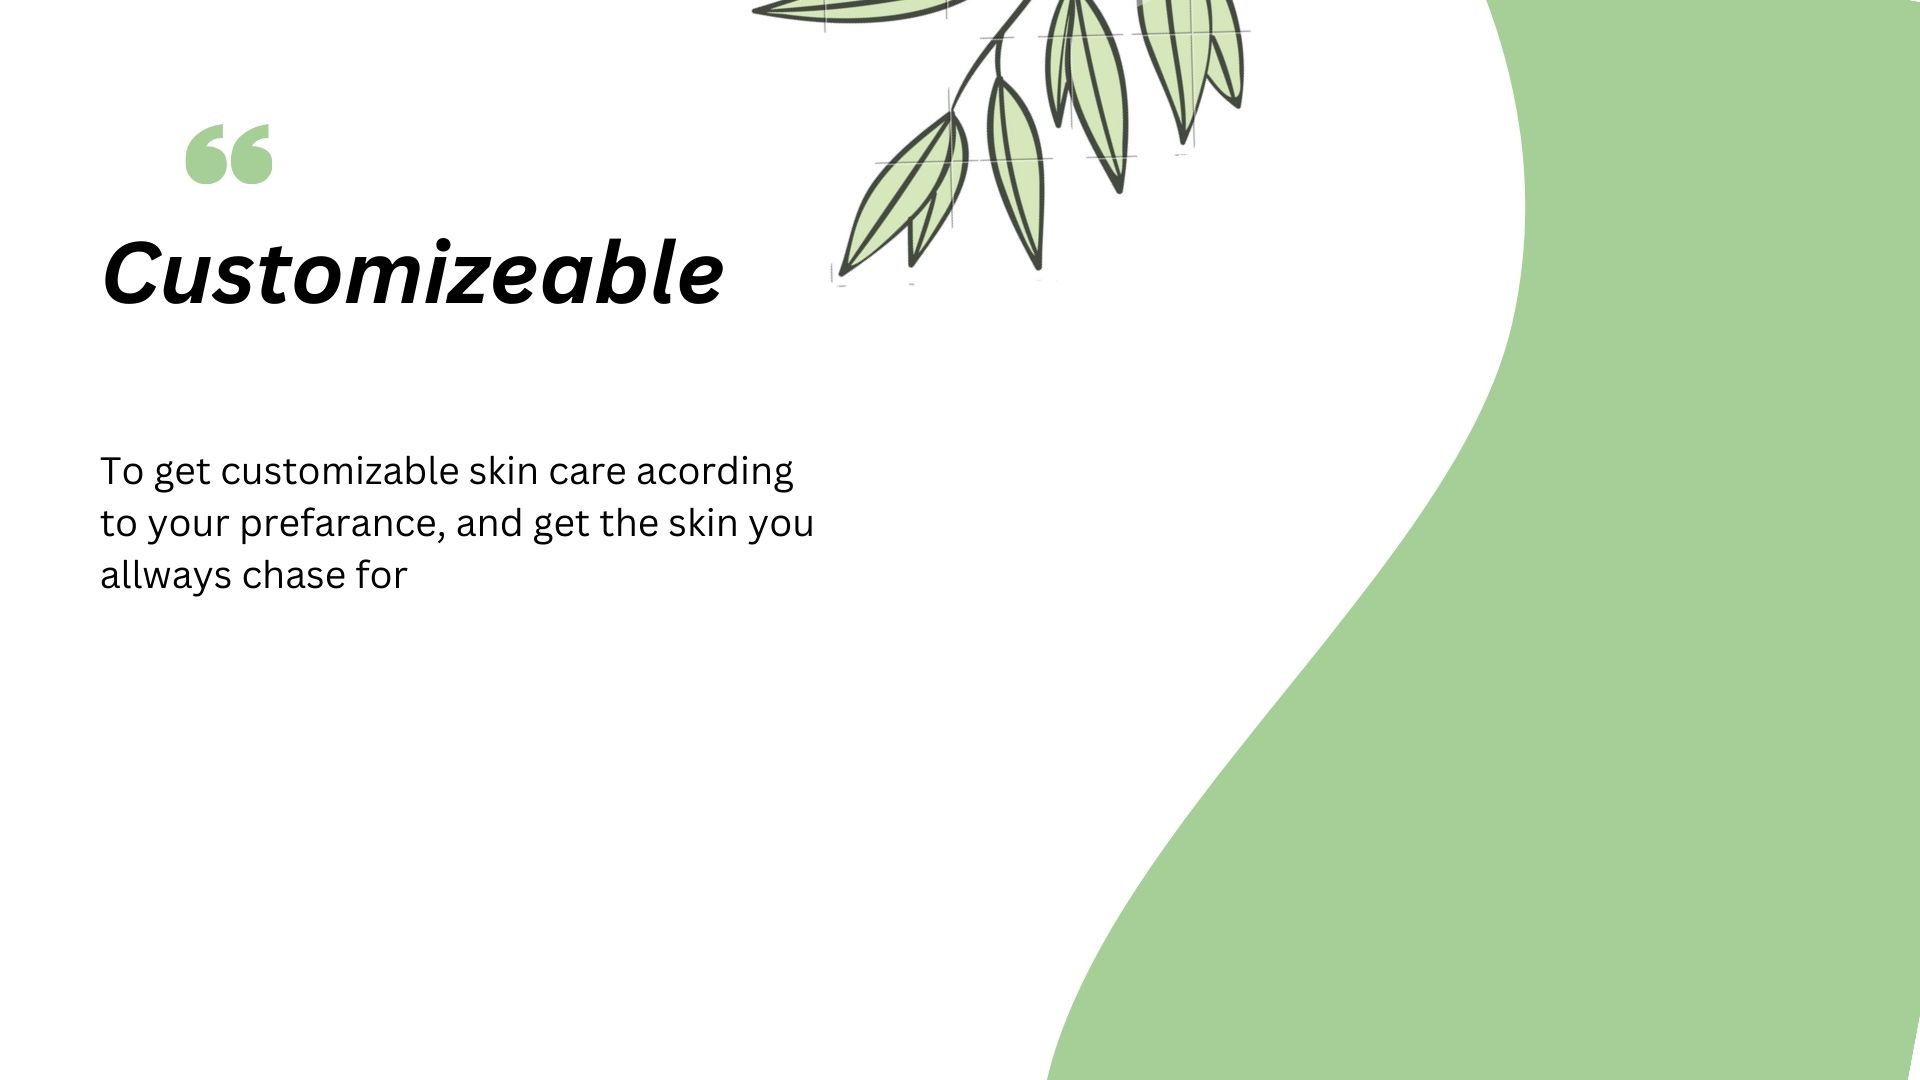 “
Customizeable
To get customizable skin care acording
to your prefarance, and get the skin you
allways chase for